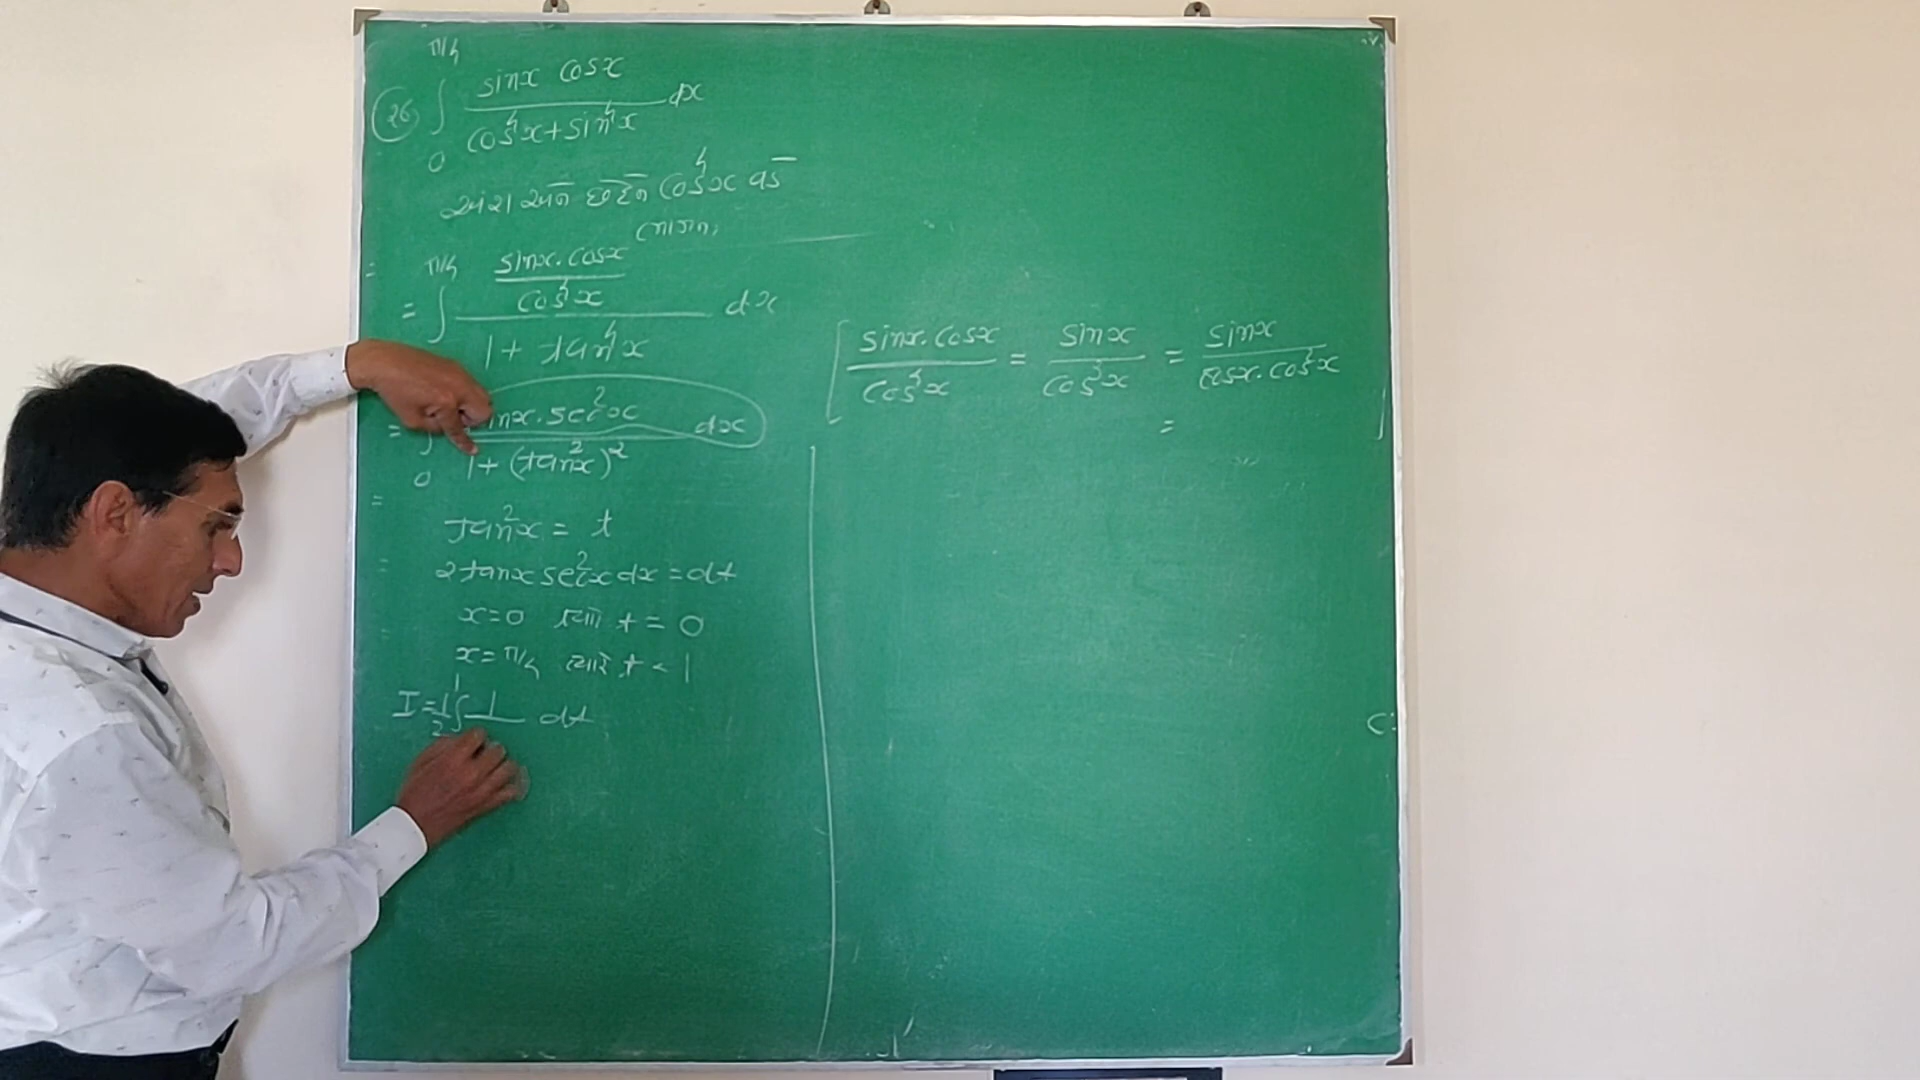 26) ∫₀^(π/4) (sinx cosx)/(cos⁴x + sin⁴x) dx
અંશ અને છેદને cos⁴x વડે
ભાગતા,
= ∫^(π/4) ((sinx.cosx)/(cos⁴x))/(1 + tan⁴x) dx
= ∫₀ (inx.sec²x)/(1 + (tan²x)²) dx
tan²x = t
2tanx sec²x dx = dt
x = 0 ત્યારે t = 0
x = π/4 ત્યારે t = 1
I = 1/2 ∫^1 1/ dt
[ (sinx.cosx)/(cos⁴x) = (sinx)/(cos³x) = (sinx)/(cosx.cos²x)
= ]